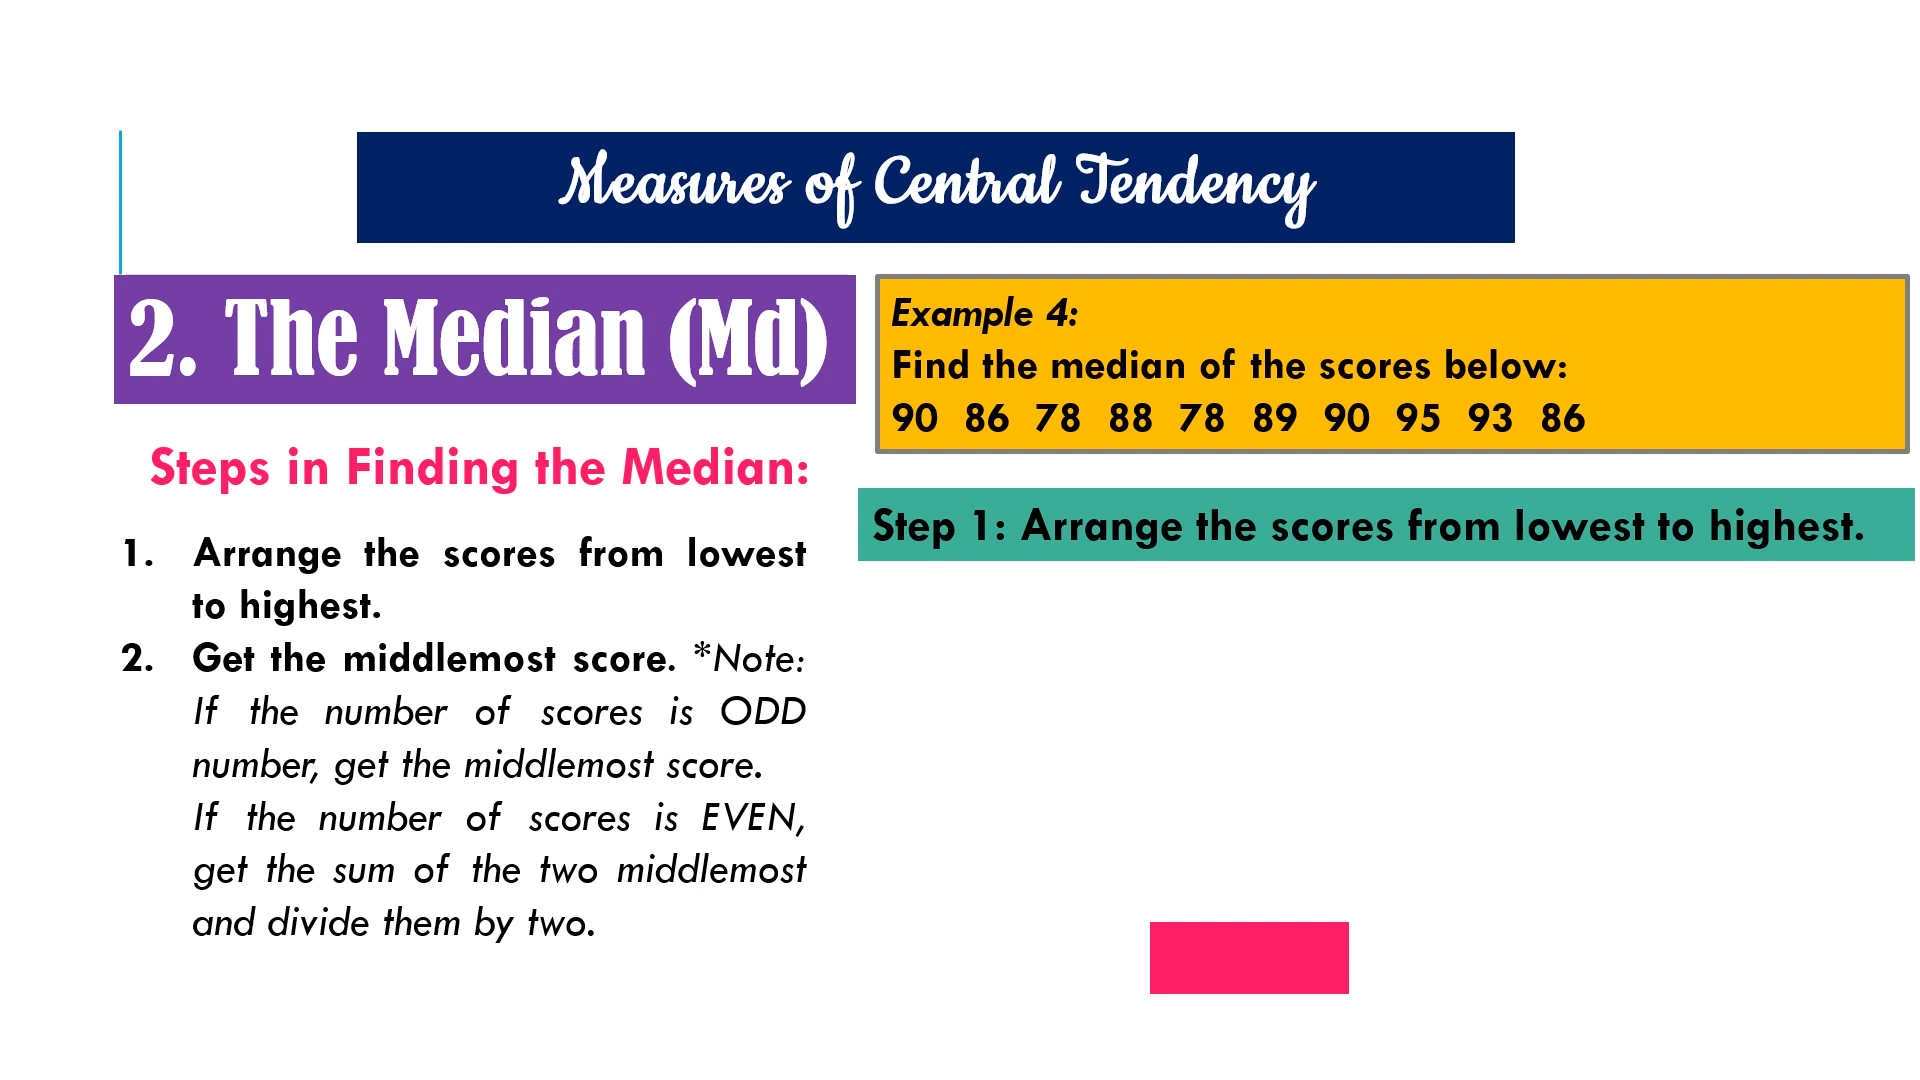 Measures of Central Tendency
2. The Median (Md)
Steps in Finding the Median:
1. Arrange the scores from lowest
to highest.
2. Get the middlemost score. *Note:
If the number of scores is ODD
number, get the middlemost score.
If the number of scores is EVEN,
get the sum of the two middlemost
and divide them by two.
Example 4:
Find the median of the scores below:
90 86 78 88 78 89 90 95 93 86
Step 1: Arrange the scores from lowest to highest.